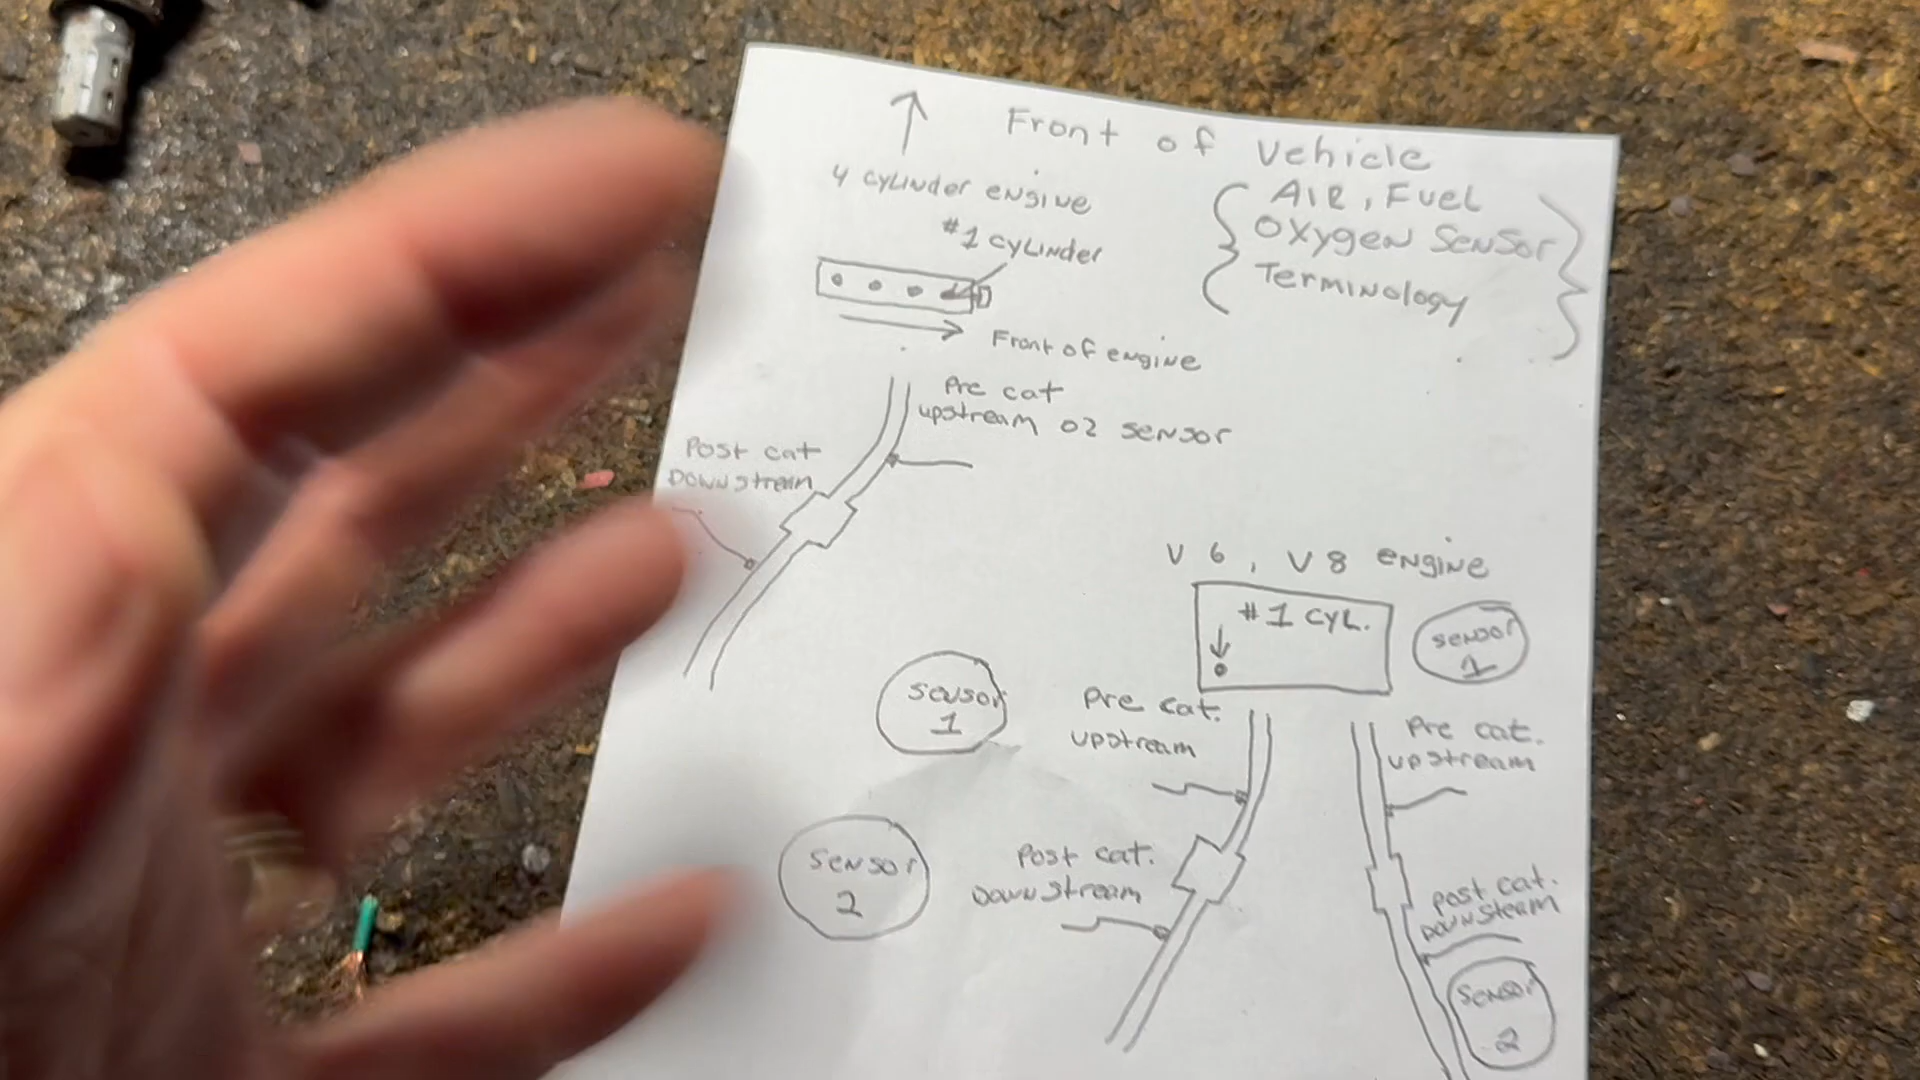 Front of vehicle
4 cylinder engine
#1 cylinder
Front of engine
{ AIR, Fuel
Oxygen Sensor
Terminology }
Pre cat
upstream O2 sensor
Post cat
Downstream
V6, V8 engine
#1 CYL.
Sensor
1
Sensor
1
Pre cat.
upstream
Pre cat.
upstream
Sensor
2
Post cat.
Downstream
Post cat.
Downsteam
Sensor
2